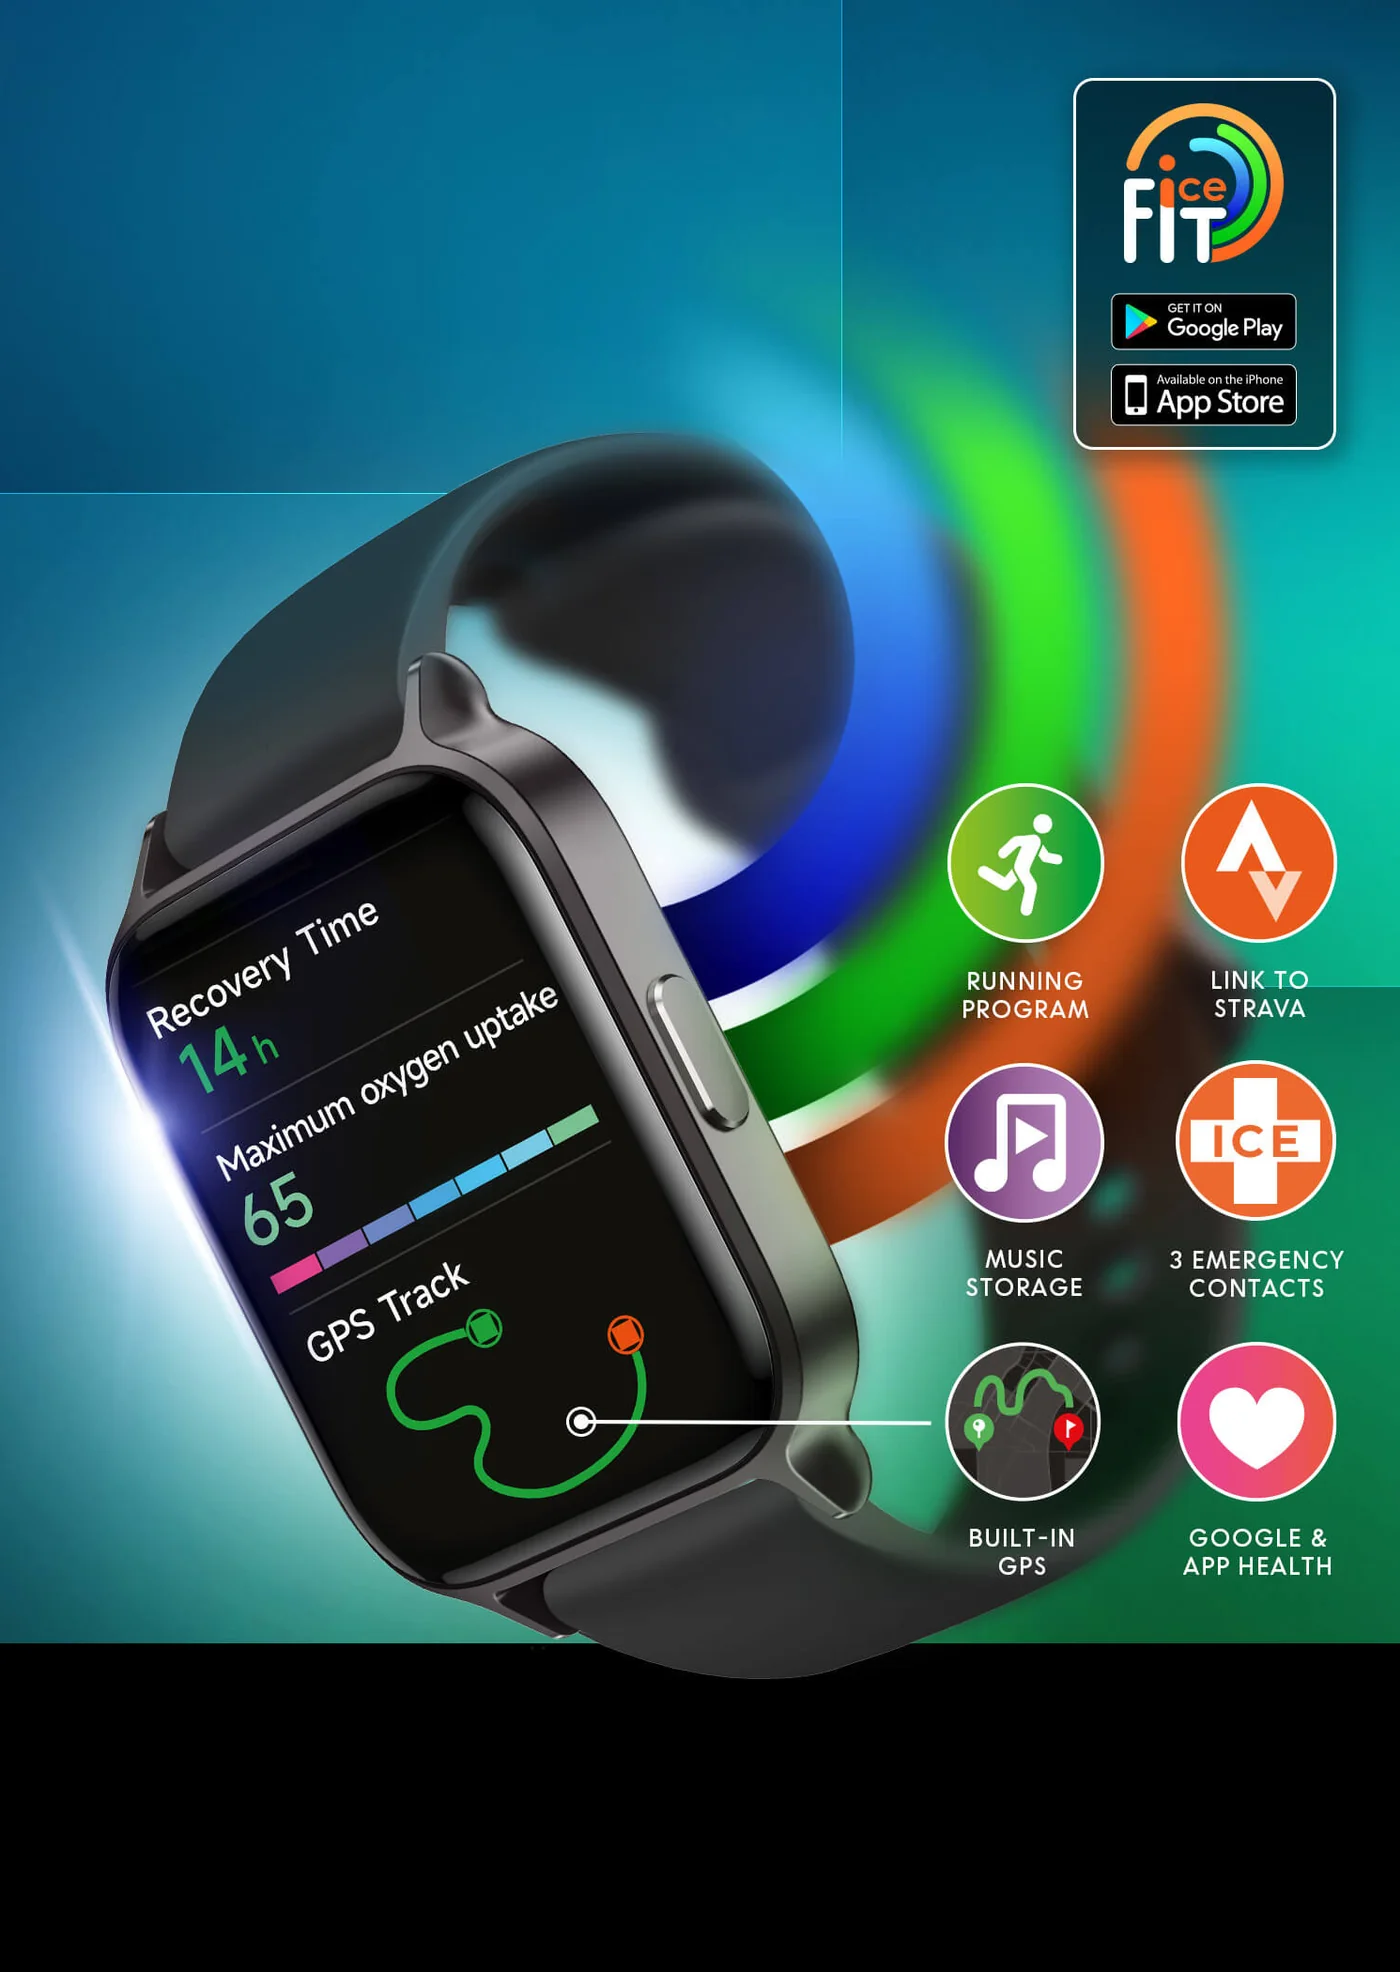 ice
FIT
GET IT ON
Google Play
Available on the iPhone
App Store
Recovery Time
14 h
Maximum oxygen uptake
65
GPS Track
RUNNING
PROGRAM
LINK TO
STRAVA
ICE
MUSIC
STORAGE
3 EMERGENCY
CONTACTS
BUILT-IN
GPS
GOOGLE &
APP HEALTH